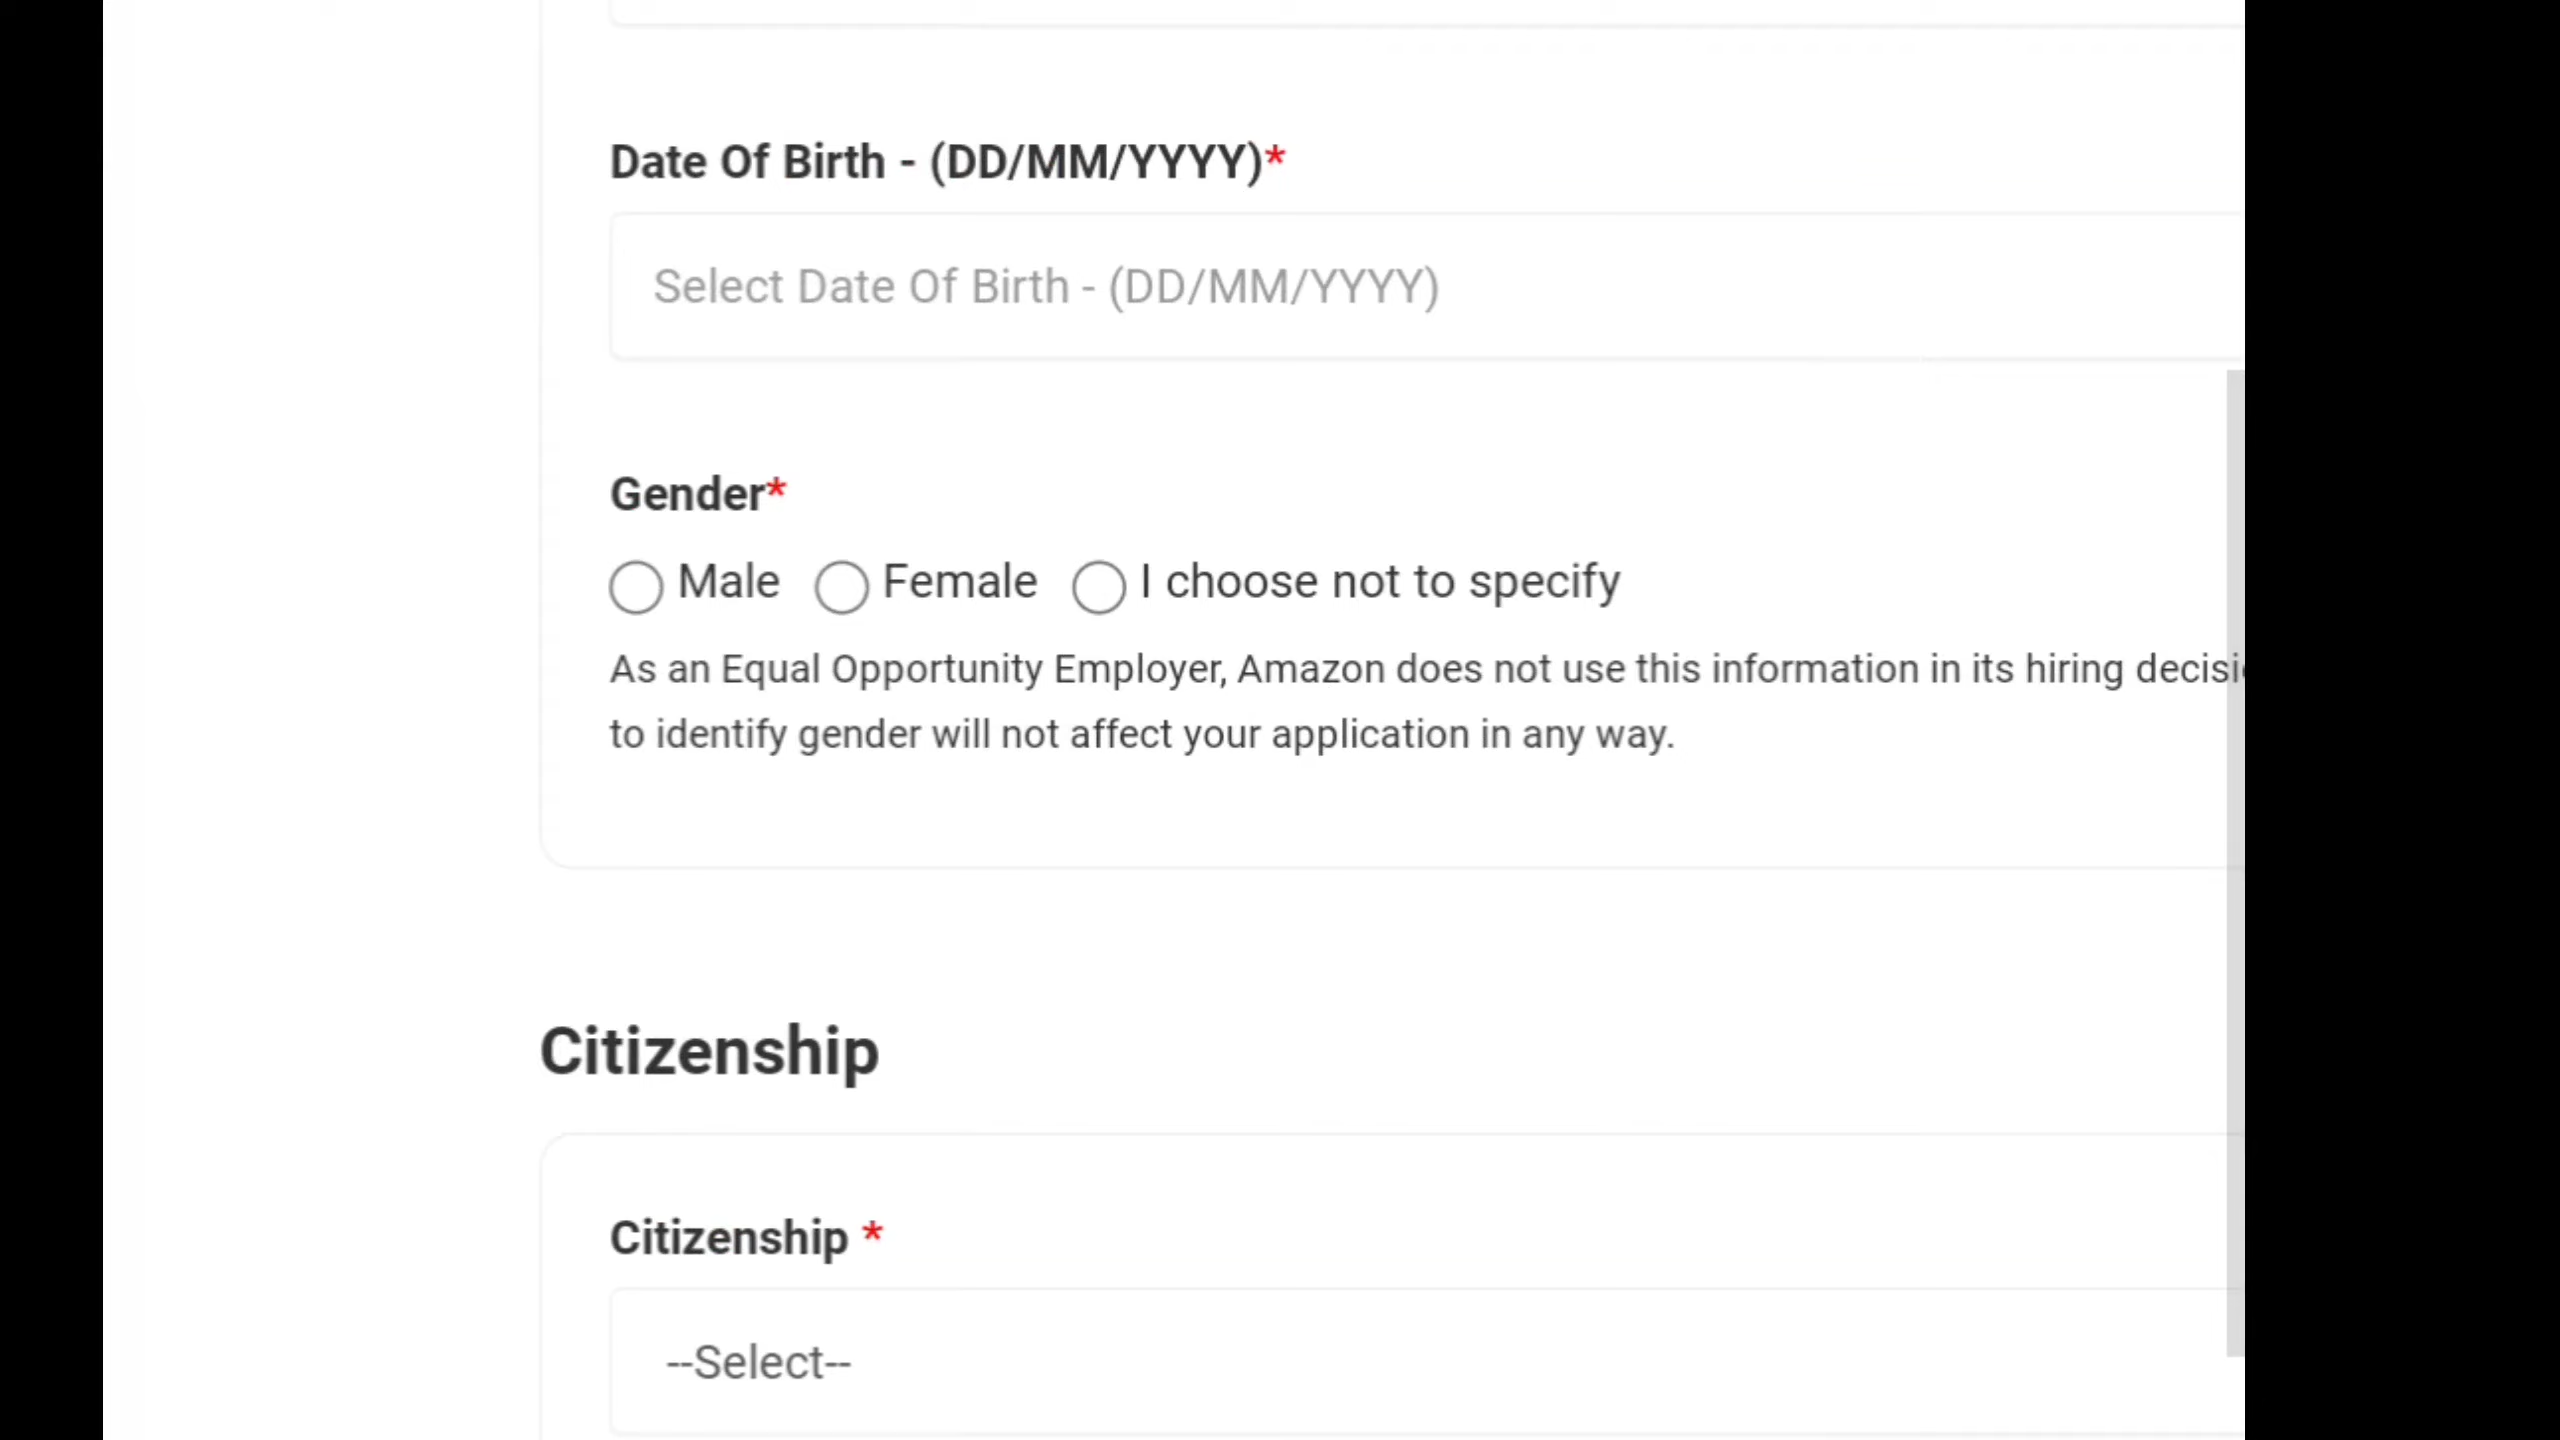 Date Of Birth - (DD/MM/YYYY)*
Select Date Of Birth - (DD/MM/YYYY)
Gender*
Male Female I choose not to specify
As an Equal Opportunity Employer, Amazon does not use this information in its hiring
to identify gender will not affect your application in any way.
Citizenship
Citizenship *
--Select--